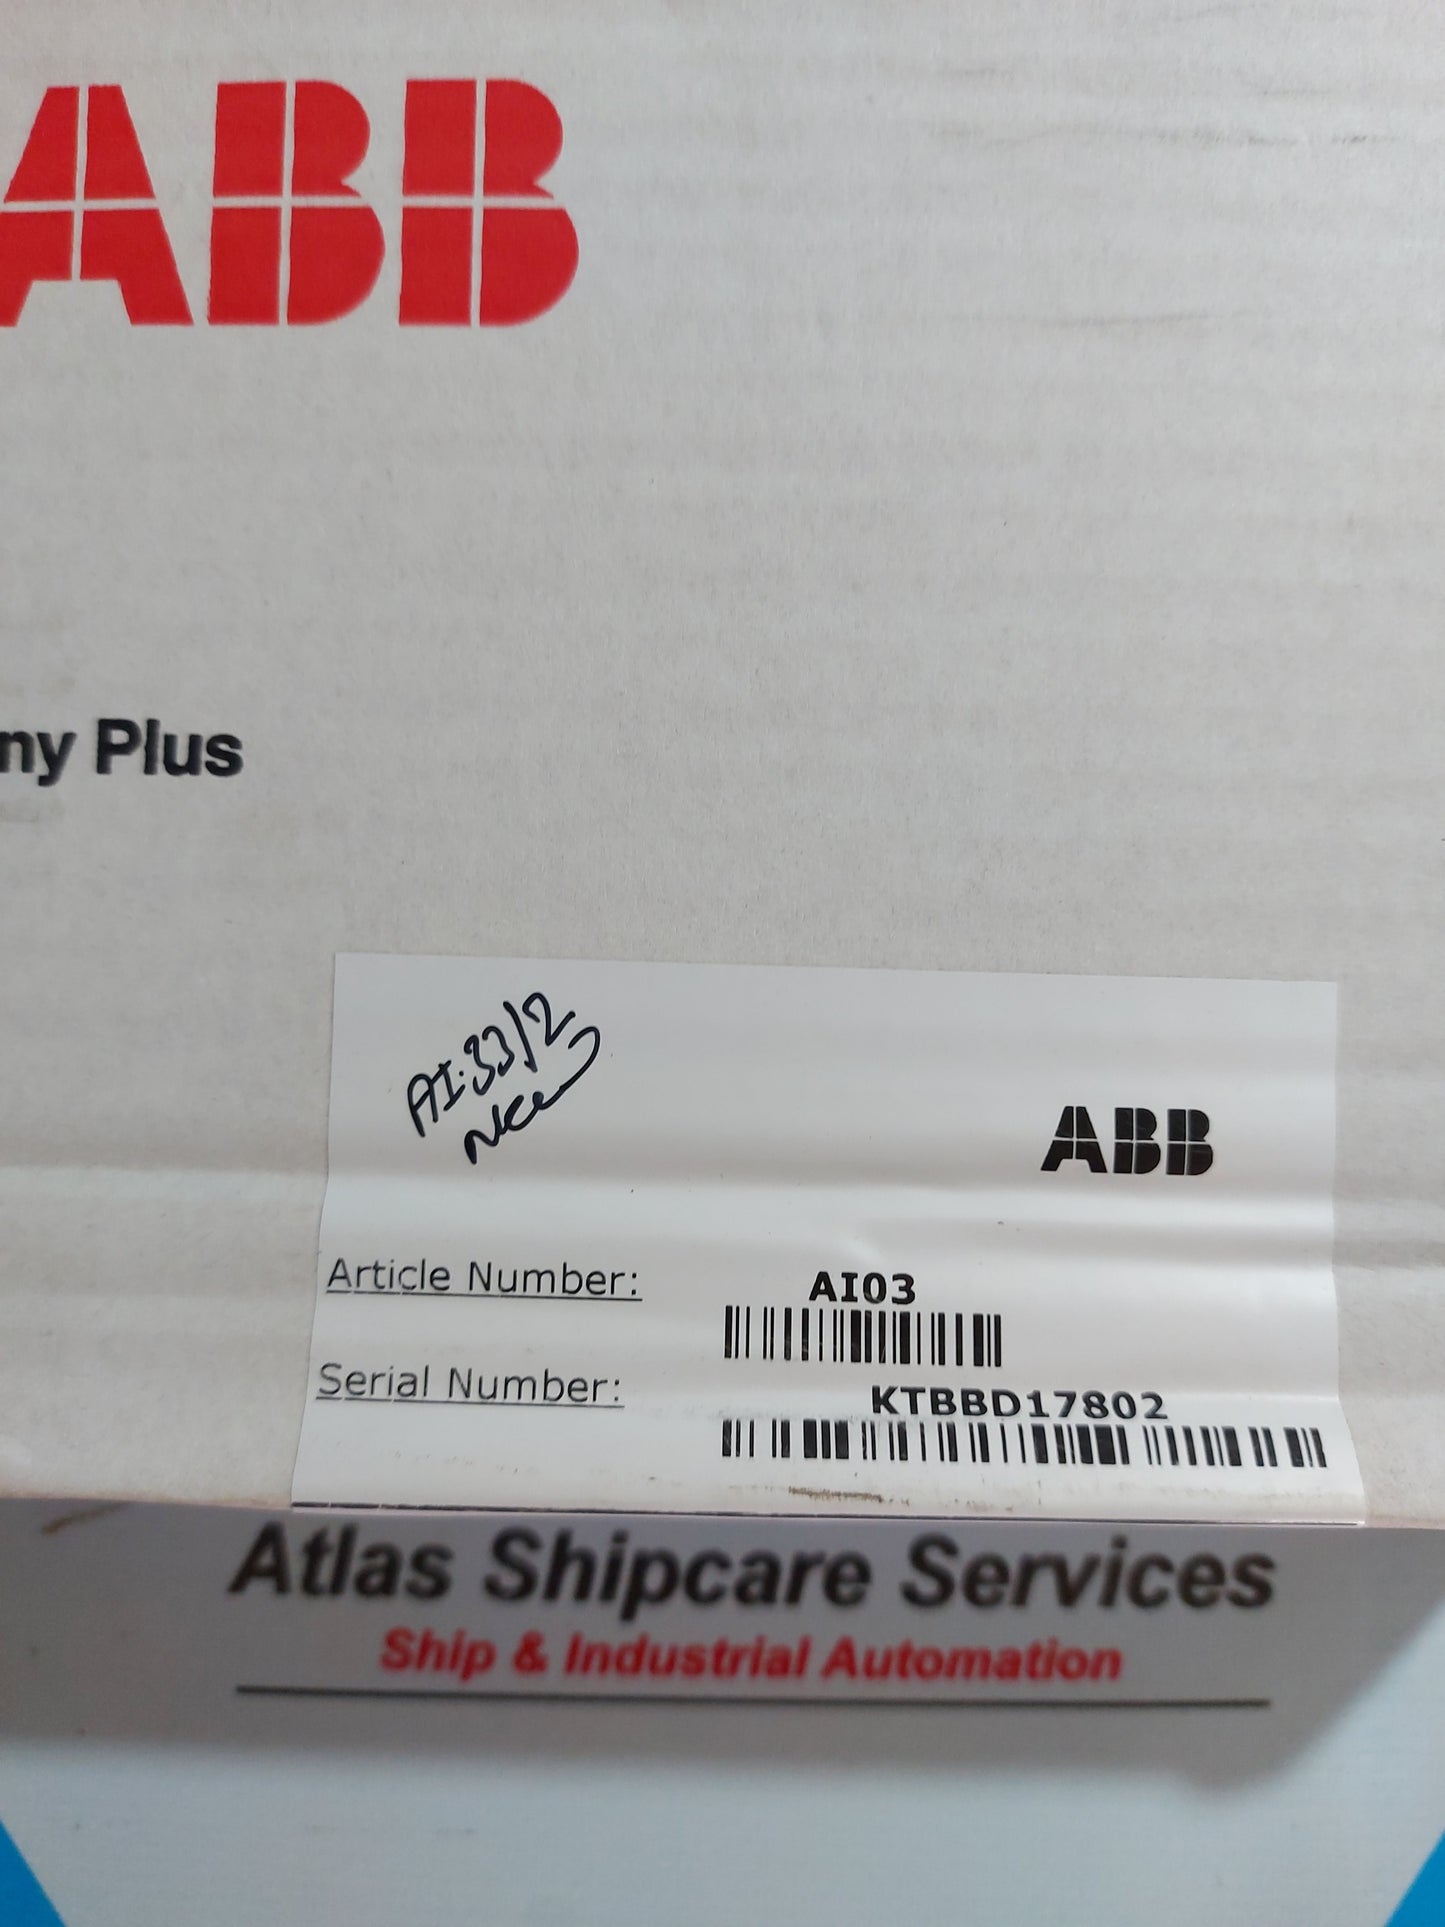 ABB
ny Plus
AI:33/2
ABB
Article Number: AI03
Serial Number: KTBBD17802
Atlas Shipcare Services
Ship & Industrial Automation